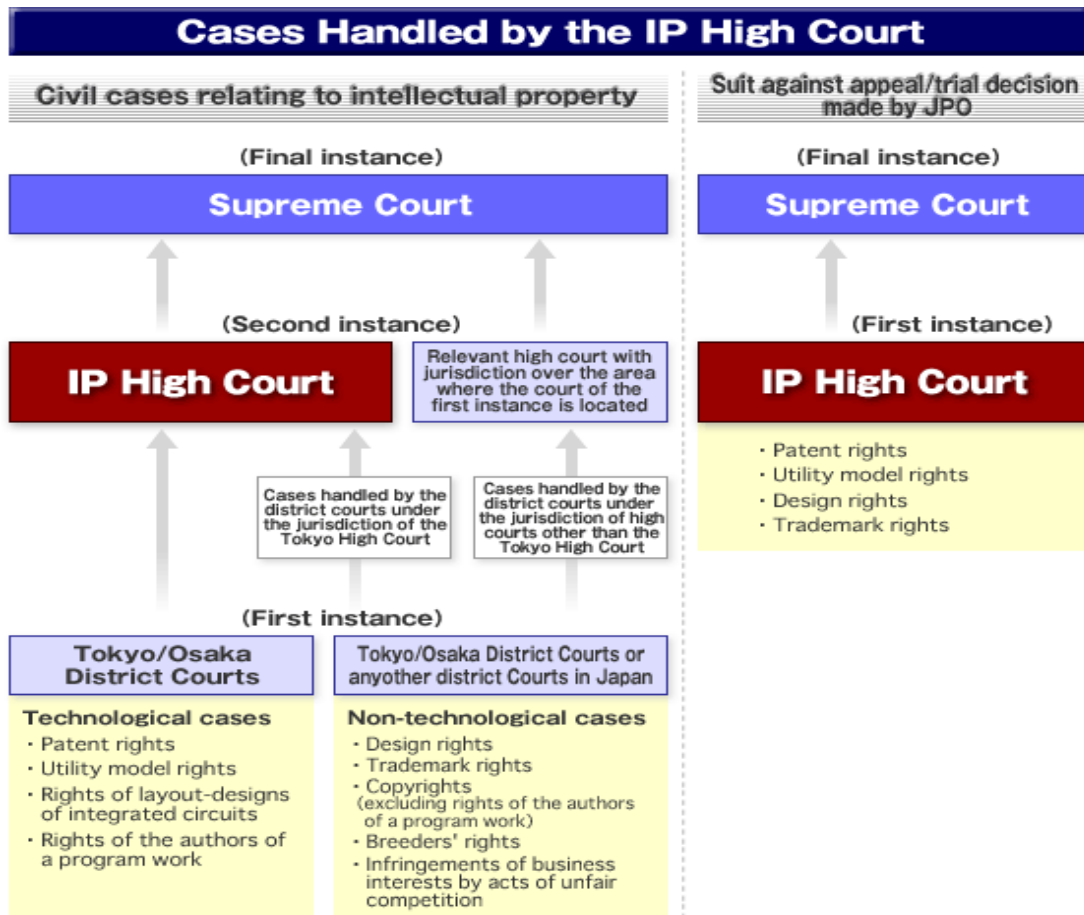 Cases Handled by the IP High Court
Civil cases relating to intellectual property
(Final instance)
Supreme Court
(Second instance)
IP High Court
Relevant high court with
jurisdiction over the area
where the court of the
first instance is located
Cases handled by the
district courts under
the jurisdiction of the
Tokyo High Court
Cases handled by the
district courts under
the jurisdiction of high
courts other than the
Tokyo High Court
(First instance)
Tokyo/Osaka
District Courts
Technological cases
・Patent rights
・Utility model rights
・Rights of layout-designs
of integrated circuits
・Rights of the authors of
a program work
Tokyo/Osaka District Courts or
anyother district Courts in Japan
Non-technological cases
・Design rights
・Trademark rights
・Copyrights
(excluding rights of the authors
of a program work)
・Breeders' rights
・Infringements of business
interests by acts of unfair
competition
Suit against appeal/trial decision
made by JPO
(Final instance)
Supreme Court
(First instance)
IP High Court
・Patent rights
・Utility model rights
・Design rights
・Trademark rights